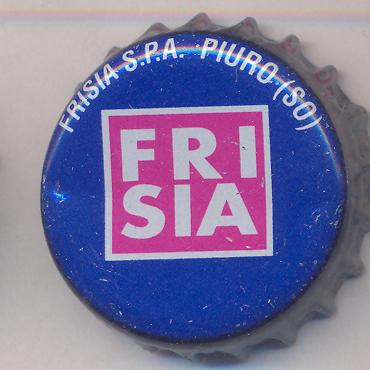 FRISIA S.P.A. PIURO (SO)
FRI
SIA